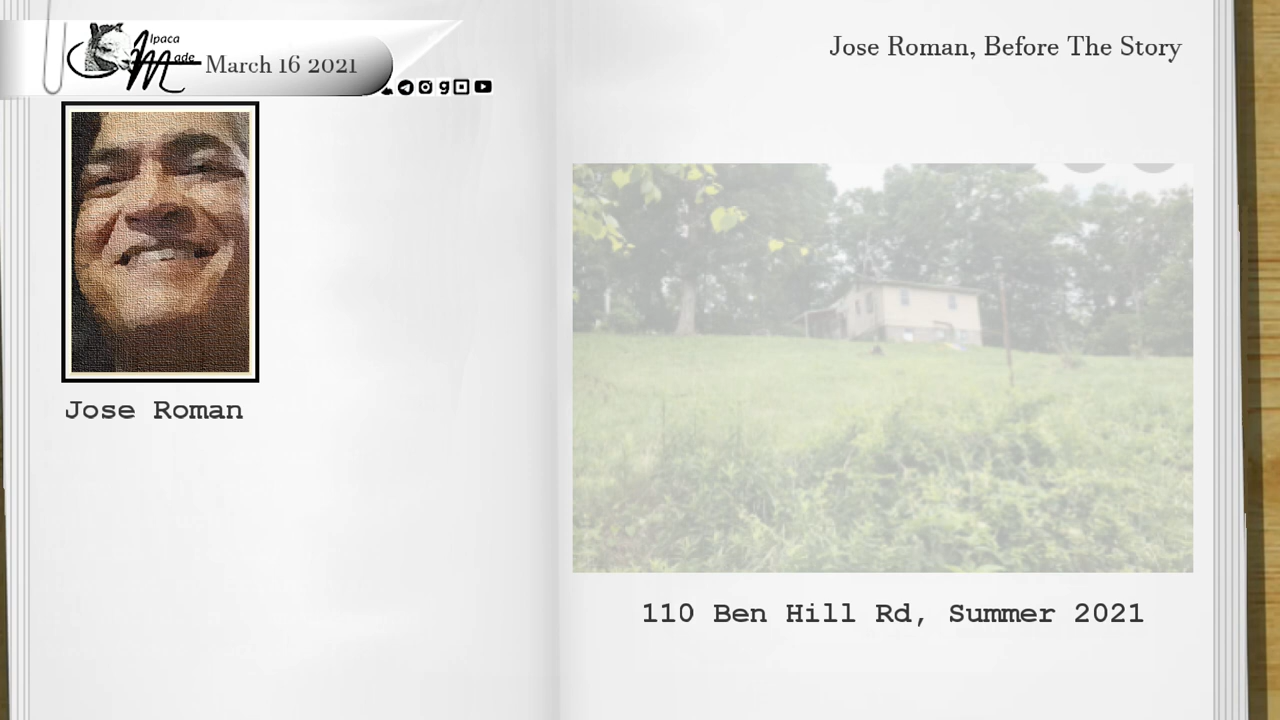 lpaca
ade
March 16 2021
Jose Roman, Before The Story
Jose Roman
110 Ben Hill Rd, Summer 2021